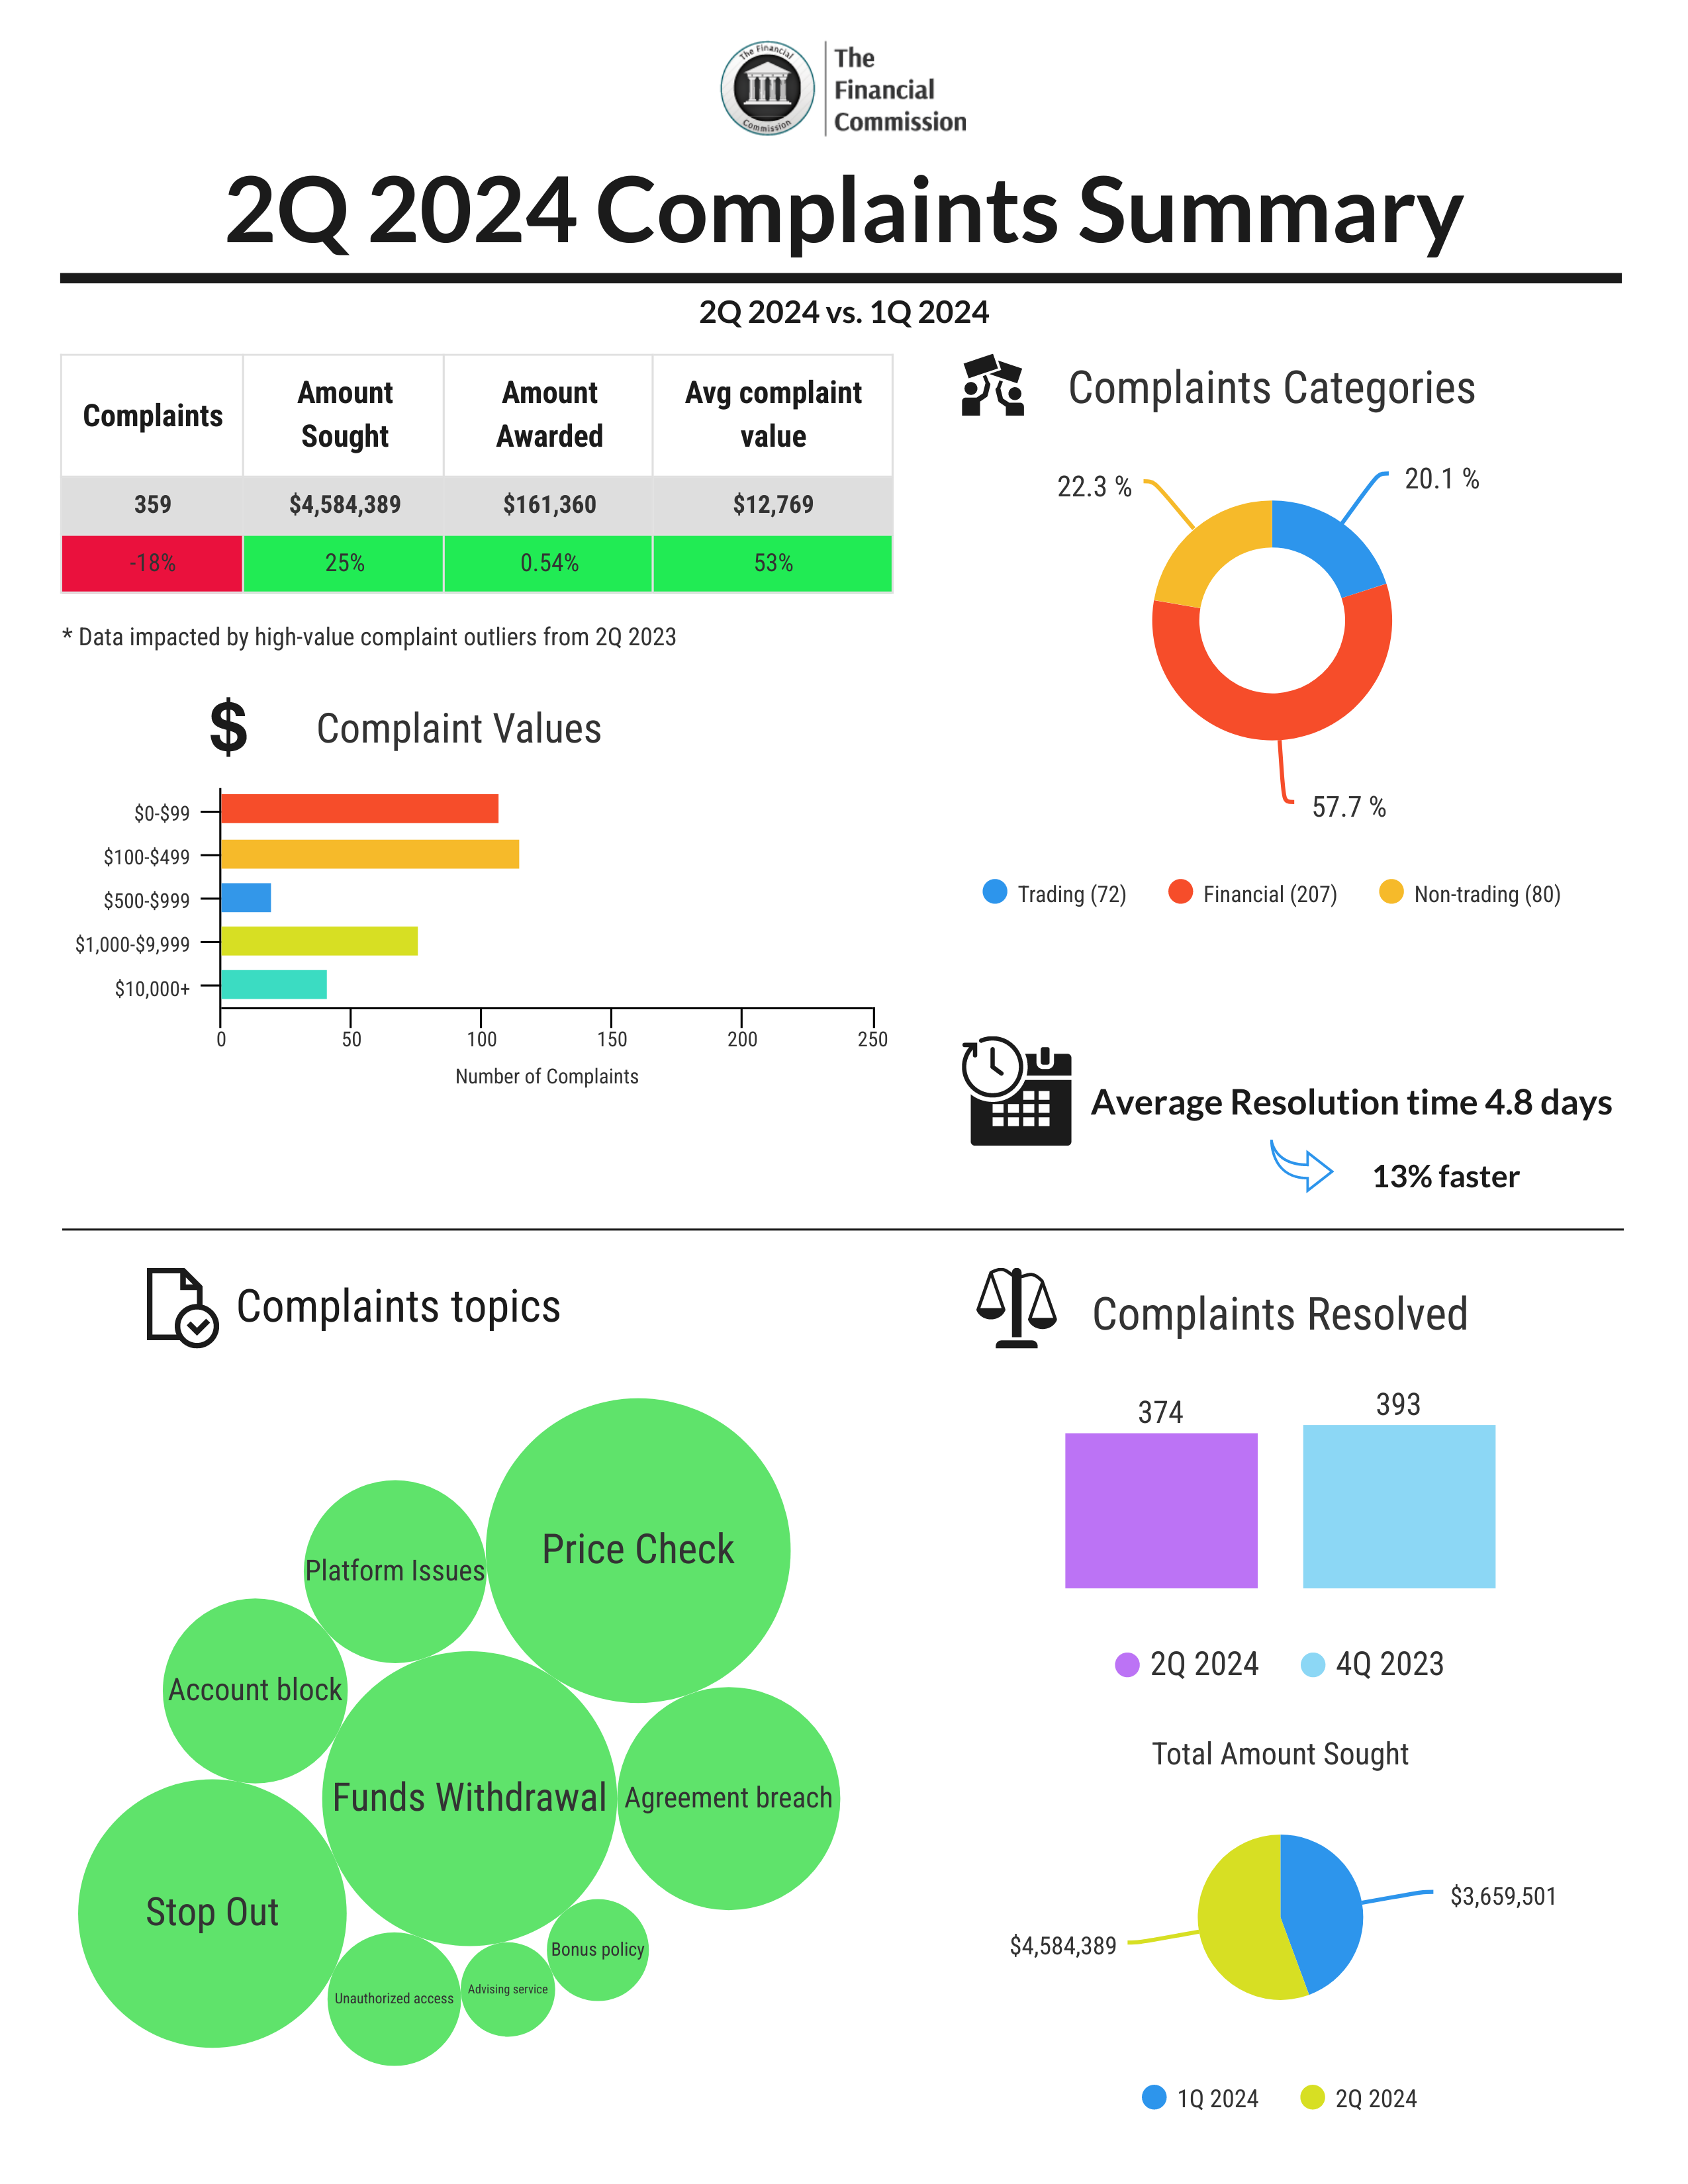 The Financial
Commission
The
Financial
Commission
2Q 2024 Complaints Summary
2Q 2024 vs. 1Q 2024
Complaints
Amount
Sought
Amount
Awarded
Avg complaint
value
359
$4,584,389
$161,360
$12,769
-18%
25%
0.54%
53%
* Data impacted by high-value complaint outliers from 2Q 2023
Complaints Categories
22.3 %
20.1 %
57.7 %
Trading (72)
Financial (207)
Non-trading (80)
$
Complaint Values
$0-$99
$100-$499
$500-$999
$1,000-$9,999
$10,000+
0
50
100
150
200
250
Number of Complaints
Average Resolution time 4.8 days
13% faster
Complaints topics
Price Check
Platform Issues
Account block
Funds Withdrawal
Agreement breach
Stop Out
Bonus policy
Advising service
Unauthorized access
Complaints Resolved
374
393
2Q 2024
4Q 2023
Total Amount Sought
$3,659,501
$4,584,389
1Q 2024
2Q 2024